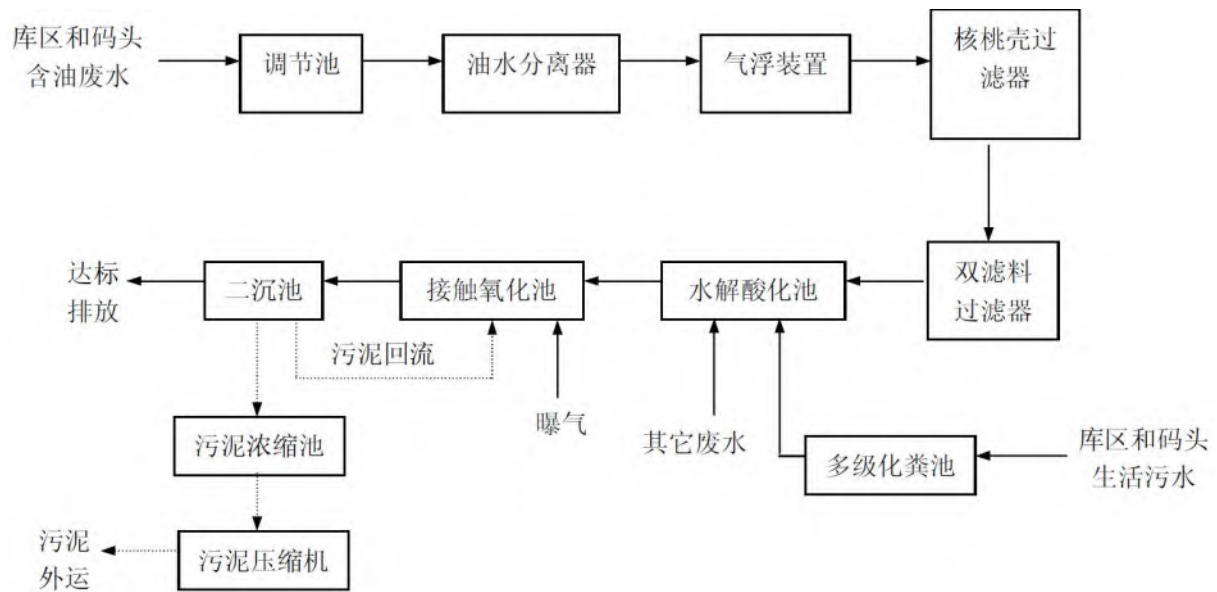 库区和码头
含油废水
调节池
油水分离器
气浮装置
核桃壳过
滤器
达标
排放
二沉池
接触氧化池
水解酸化池
双滤料
过滤器
污泥回流
曝气
其它废水
污泥浓缩池
多级化粪池
库区和码头
生活污水
污泥
外运
污泥压缩机